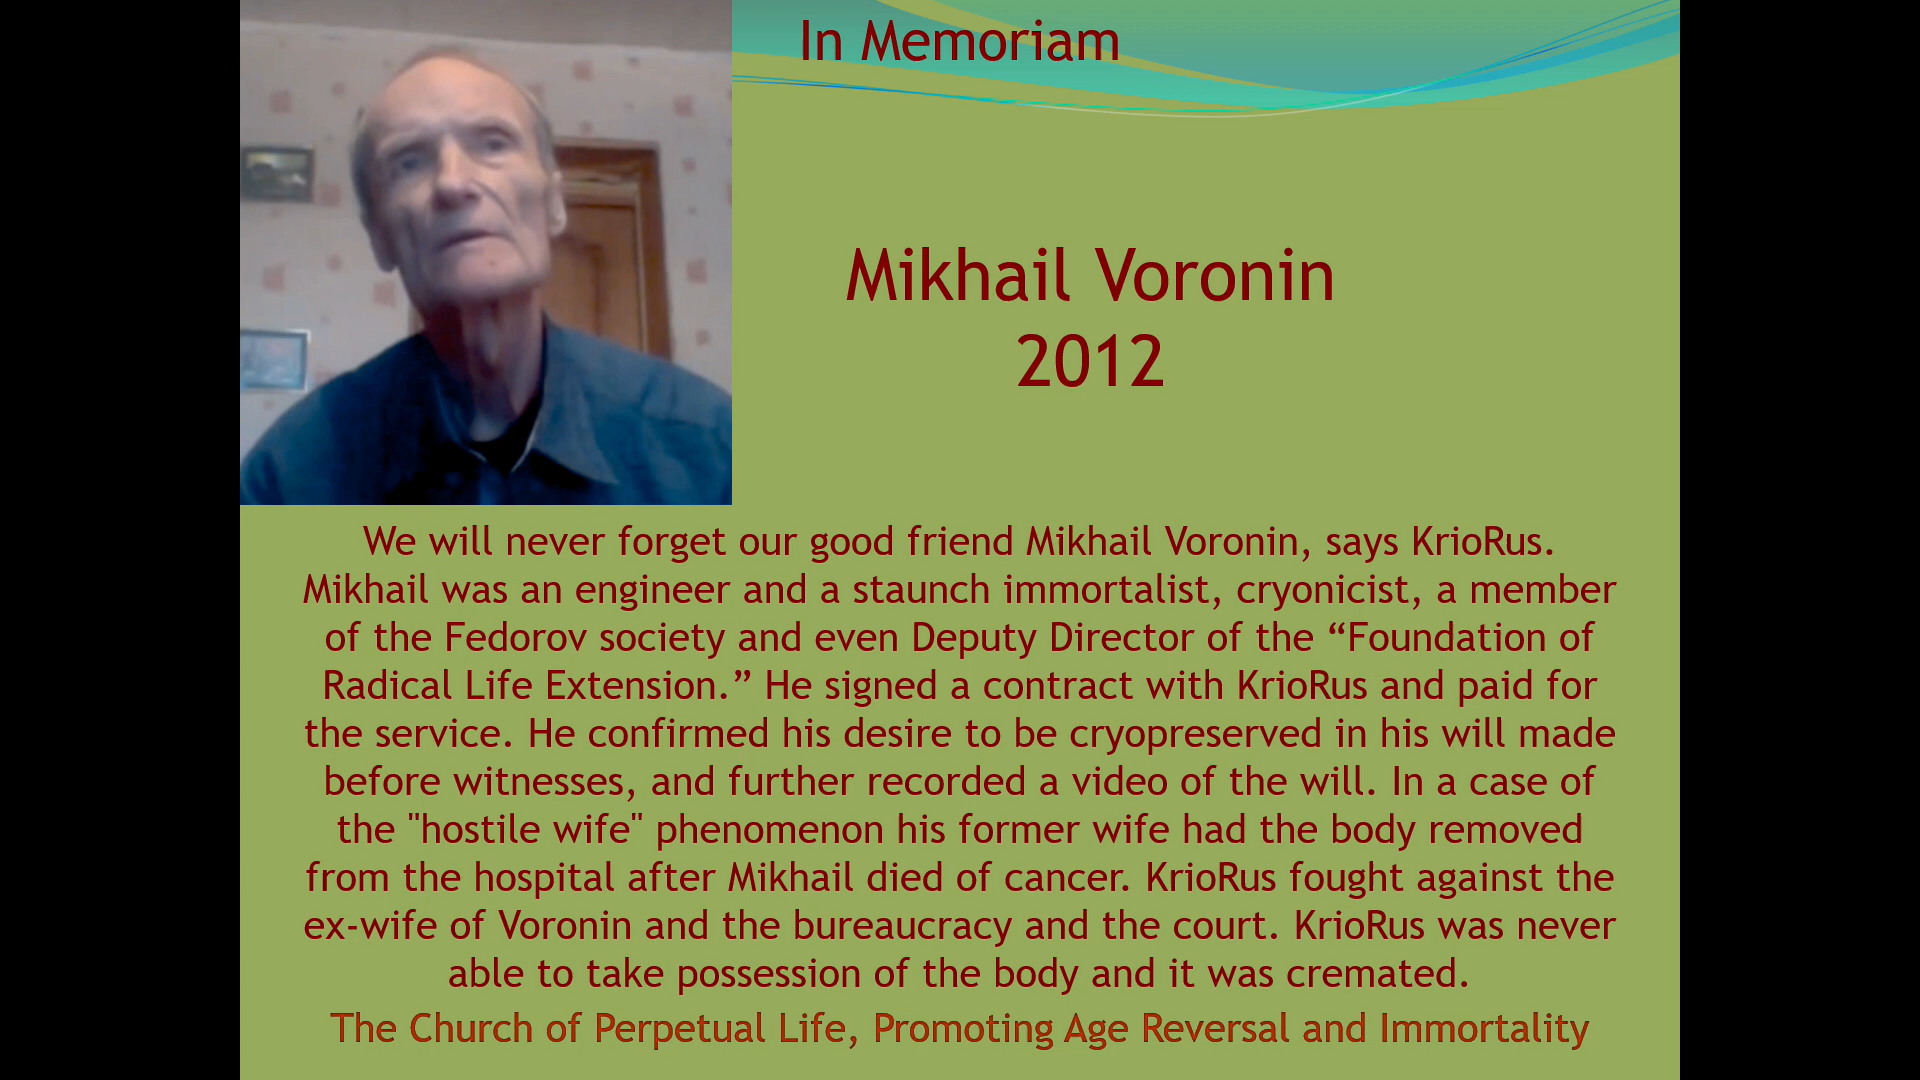 In Memoriam
Mikhail Voronin
2012
We will never forget our good friend Mikhail Voronin, says KrioRus.
Mikhail was an engineer and a staunch immortalist, cryonicist, a member
of the Fedorov society and even Deputy Director of the “Foundation of
Radical Life Extension.” He signed a contract with KrioRus and paid for
the service. He confirmed his desire to be cryopreserved in his will made
before witnesses, and further recorded a video of the will. In a case of
the "hostile wife" phenomenon his former wife had the body removed
from the hospital after Mikhail died of cancer. KrioRus fought against the
ex-wife of Voronin and the bureaucracy and the court. KrioRus was never
able to take possession of the body and it was cremated.
The Church of Perpetual Life, Promoting Age Reversal and Immortality